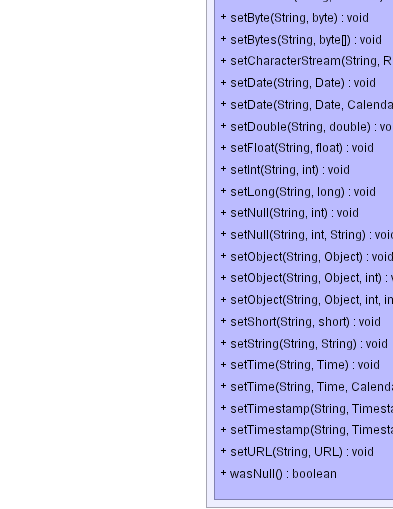 + setByte(String, byte) : void
+ setBytes(String, byte[]) : void
+ setCharacterStream(String, R
+ setDate(String, Date) : void
+ setDate(String, Date, Calenda
+ setDouble(String, double) : vo
+ setFloat(String, float) : void
+ setInt(String, int) : void
+ setLong(String, long) : void
+ setNull(String, int) : void
+ setNull(String, int, String) : void
+ setObject(String, Object) : void
+ setObject(String, Object, int) : v
+ setObject(String, Object, int, in
+ setShort(String, short) : void
+ setString(String, String) : void
+ setTime(String, Time) : void
+ setTime(String, Time, Calenda
+ setTimestamp(String, Timesta
+ setTimestamp(String, Timesta
+ setURL(String, URL) : void
+ wasNull() : boolean